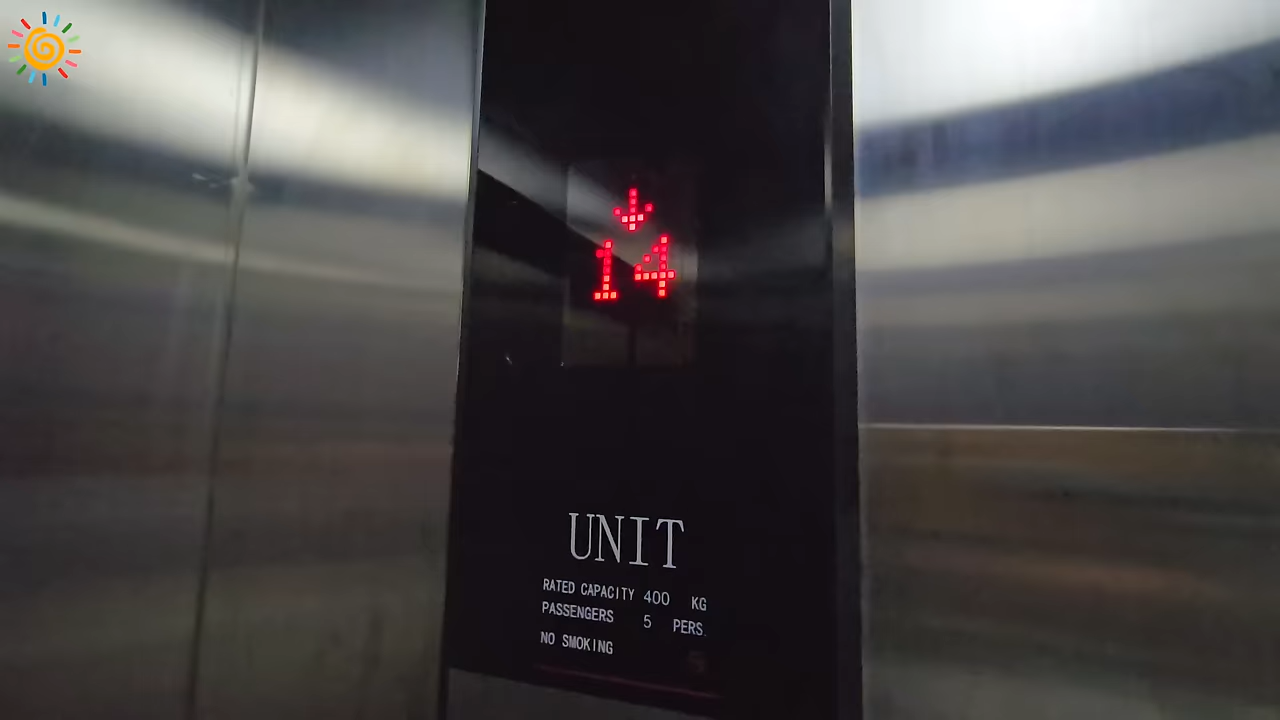 14
UNIT
RATED CAPACITY 400 KG
PASSENGERS 5 PERS.
NO SMOKING